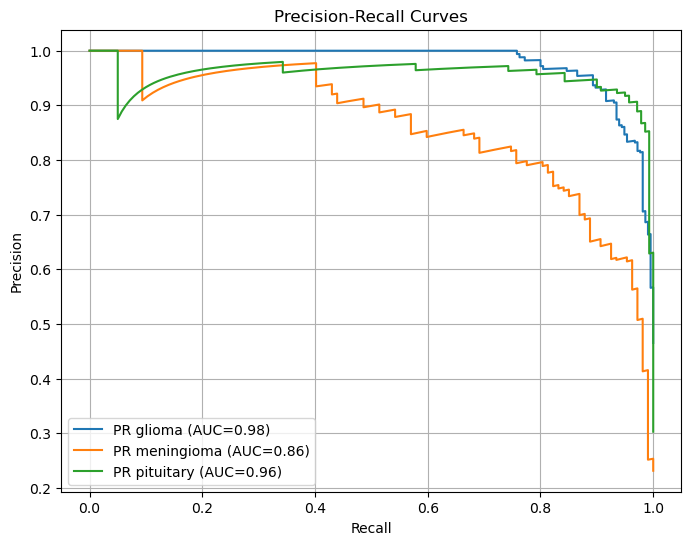 Precision-Recall Curves
Precision
1.0
0.9
0.8
0.7
0.6
0.5
0.4
0.3
0.2
PR glioma (AUC=0.98)
PR meningioma (AUC=0.86)
PR pituitary (AUC=0.96)
0.0 0.2 0.4 0.6 0.8 1.0
Recall